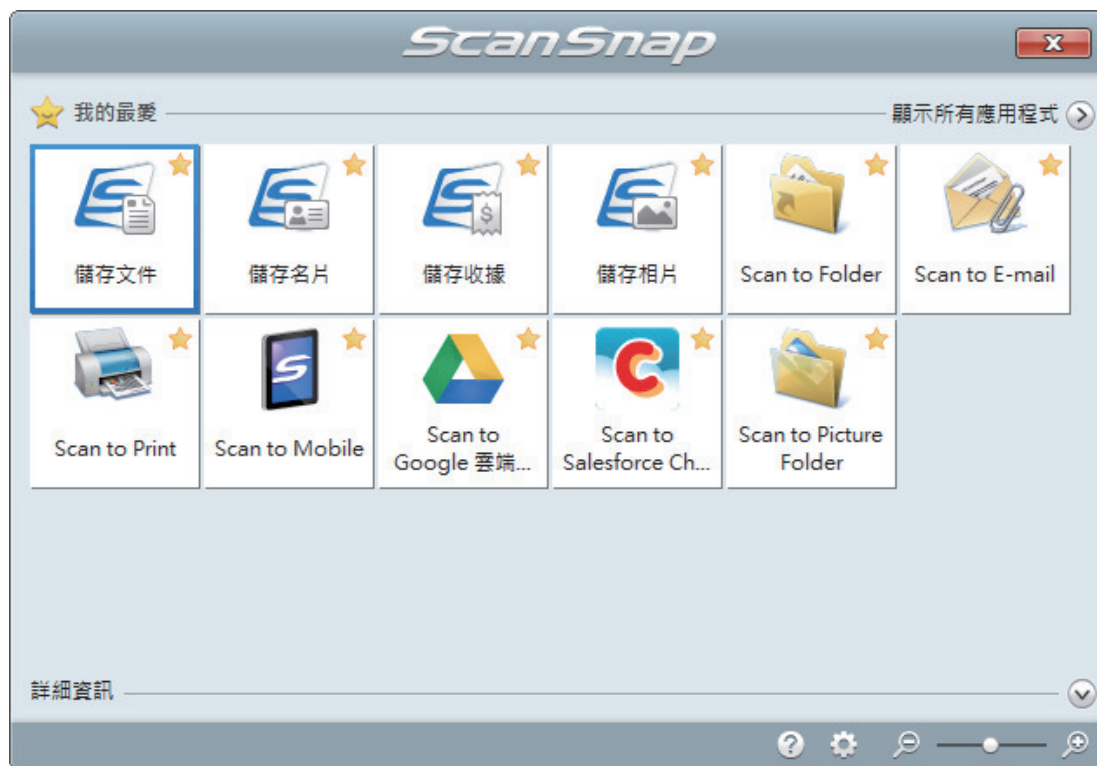 ScanSnap
我的最愛
顯示所有應用程式
儲存文件
儲存名片
儲存收據
儲存相片
Scan to Folder
Scan to E-mail
Scan to Print
Scan to Mobile
Scan to
Google 雲端...
Scan to
Salesforce Ch...
Scan to Picture
Folder
詳細資訊